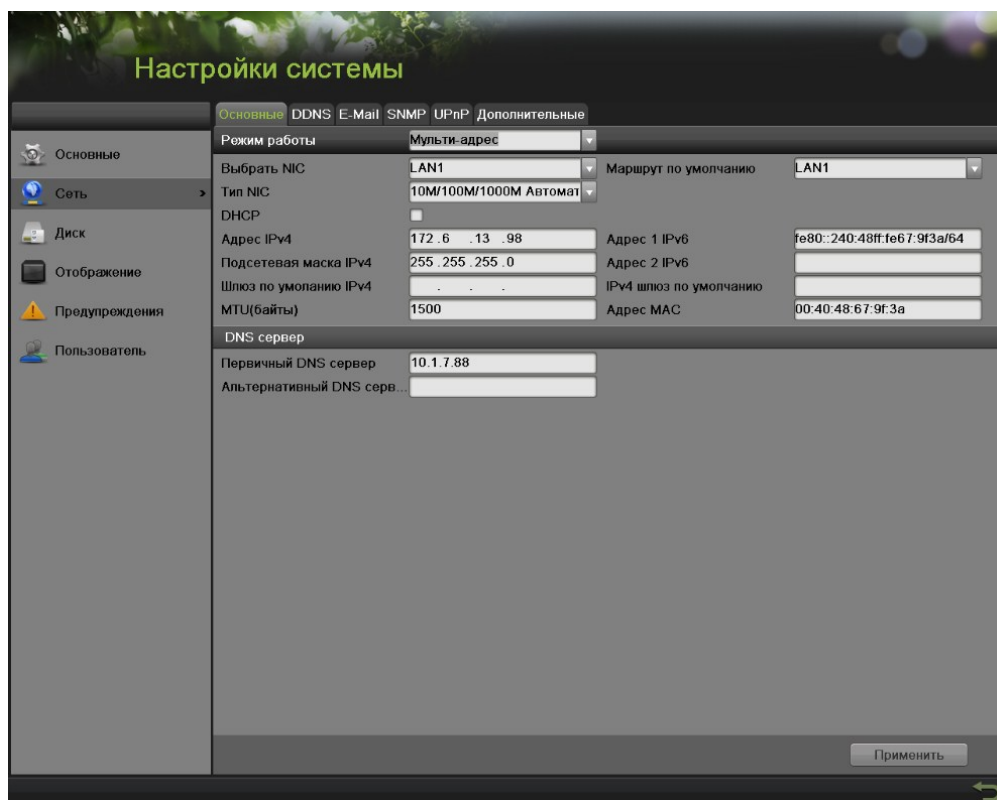 Настройки системы
Основные DDNS E-Mail SNMP UPnP Дополнительные
Основные
Сеть
Диск
Отображение
Предупреждения
Пользователь
Режим работы Мульти-адрес
Выбрать NIC LAN1 Маршрут по умолчанию LAN1
Тип NIC 10M/100M/1000M Автомат
DHCP
Адрес IPv4 172.6 .13 .98 Адрес 1 IPv6 fe80::240:48ff:fe67:9f3a/64
Подсетевая маска IPv4 255.255.255.0 Адрес 2 IPv6
Шлюз по умоланию IPv4 . . . IPv4 шлюз по умолчанию
MTU(байты) 1500 Адрес MAC 00:40:48:67:9f:3a
DNS сервер
Первичный DNS сервер 10.1.7.88
Альтернативный DNS серв...
Применить